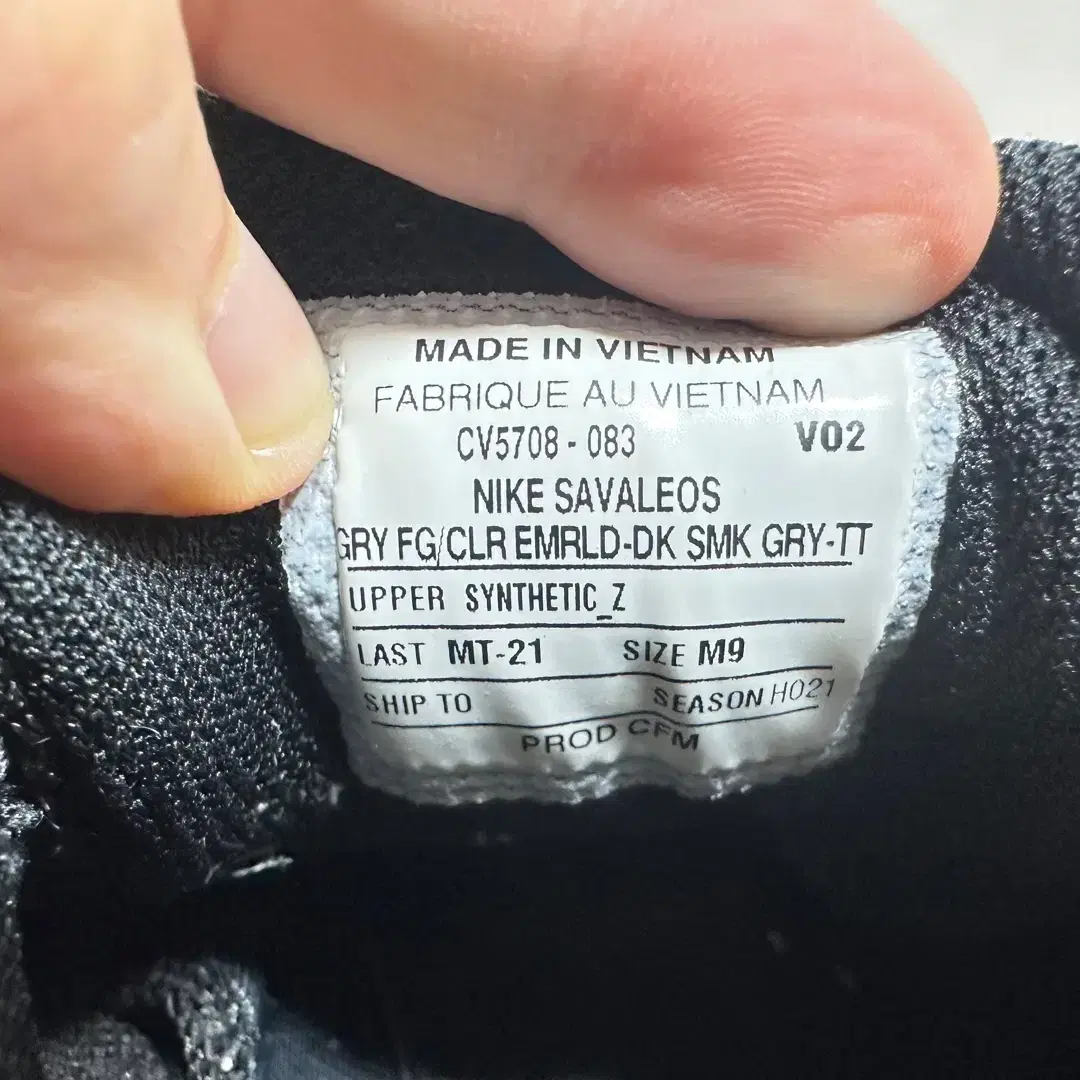 MADE IN VIETNAM
FABRIQUE AU VIETNAM
CV5708 - 083 V02
NIKE SAVALEOS
GRY FG/CLR EMRLD-DK SMK GRY-TT
UPPER SYNTHETIC_Z
LAST MT-21 SIZE M9
SHIP TO SEASON HO21
PROD CFM